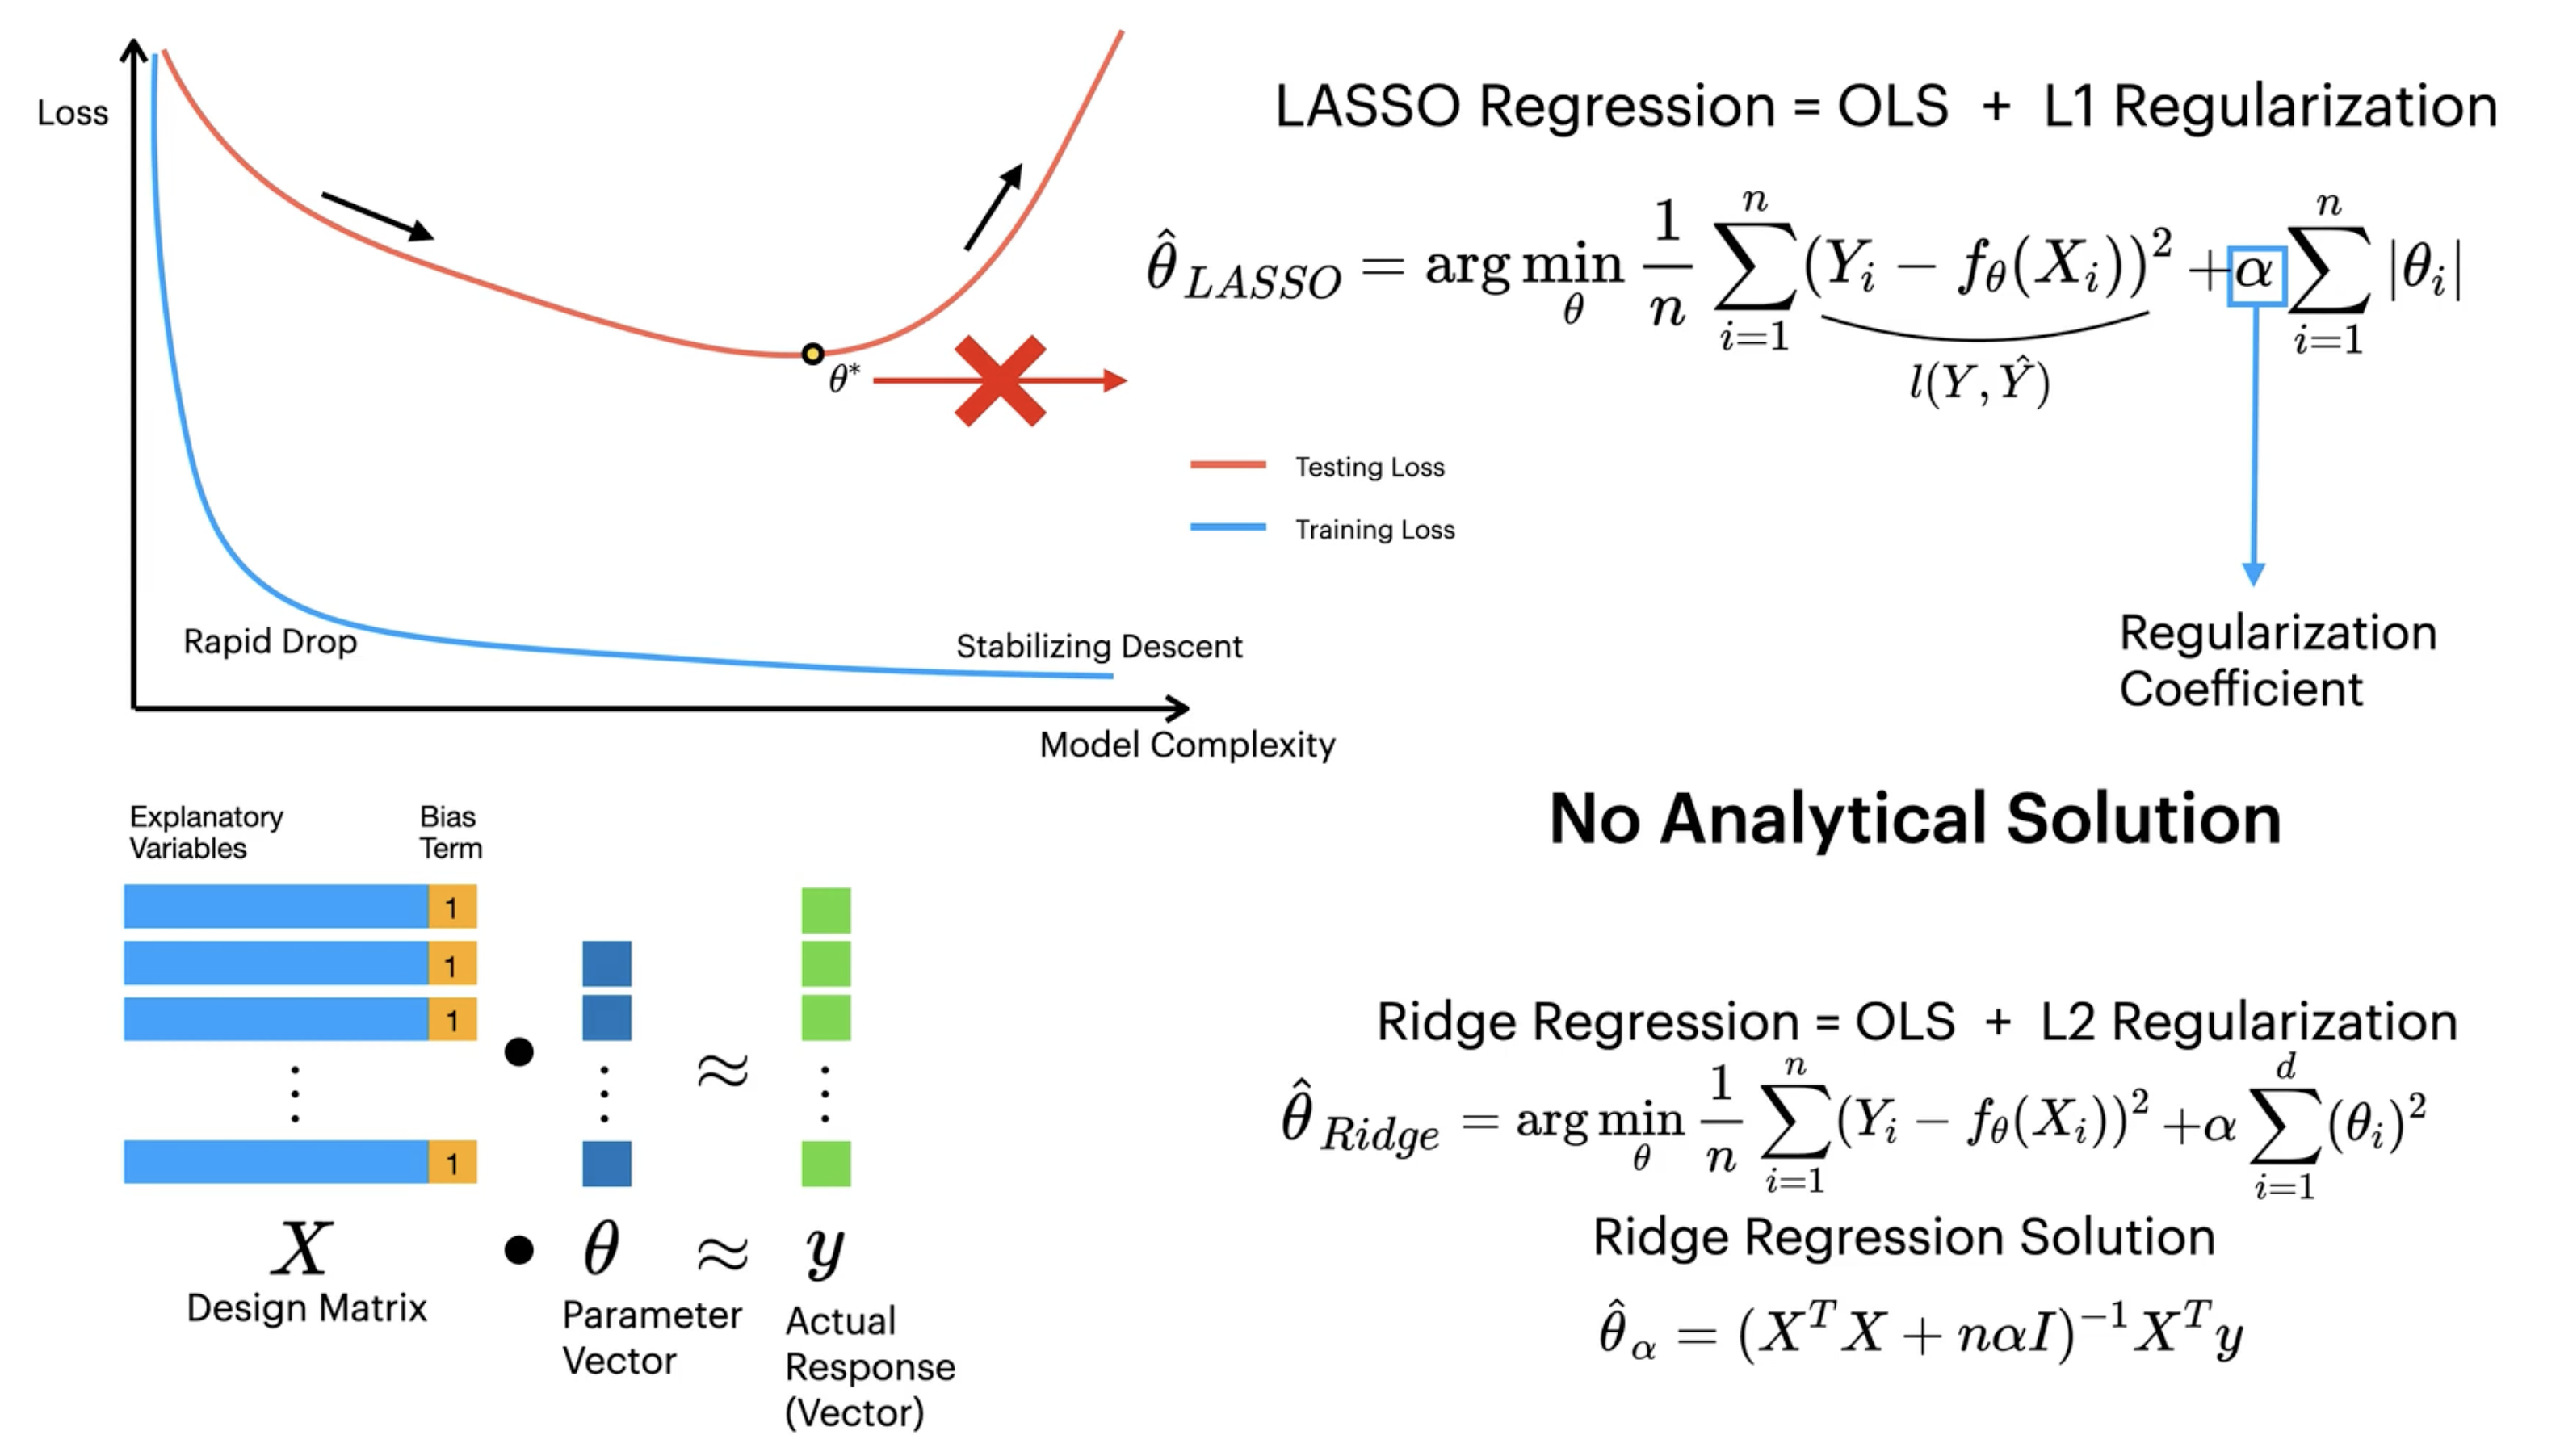 Loss
θ*
Testing Loss
Training Loss
Rapid Drop
Stabilizing Descent
Model Complexity
LASSO Regression = OLS + L1 Regularization
$\hat{\theta}_{LASSO} = \arg\min_{\theta} \frac{1}{n} \sum_{i=1}^{n} (Y_i - f_\theta(X_i))^2 + \alpha \sum_{i=1}^{n} |\theta_i|$
$l(Y, \hat{Y})$
Regularization
Coefficient
No Analytical Solution
Explanatory
Variables
Bias
Term
1
1
1
1
X • θ ≈ y
Design Matrix
Parameter
Vector
Actual
Response
(Vector)
Ridge Regression = OLS + L2 Regularization
$\hat{\theta}_{Ridge} = \arg\min_{\theta} \frac{1}{n} \sum_{i=1}^{n} (Y_i - f_\theta(X_i))^2 + \alpha \sum_{i=1}^{d} (\theta_i)^2$
Ridge Regression Solution
$\hat{\theta}_{\alpha} = (X^T X + n\alpha I)^{-1} X^T y$